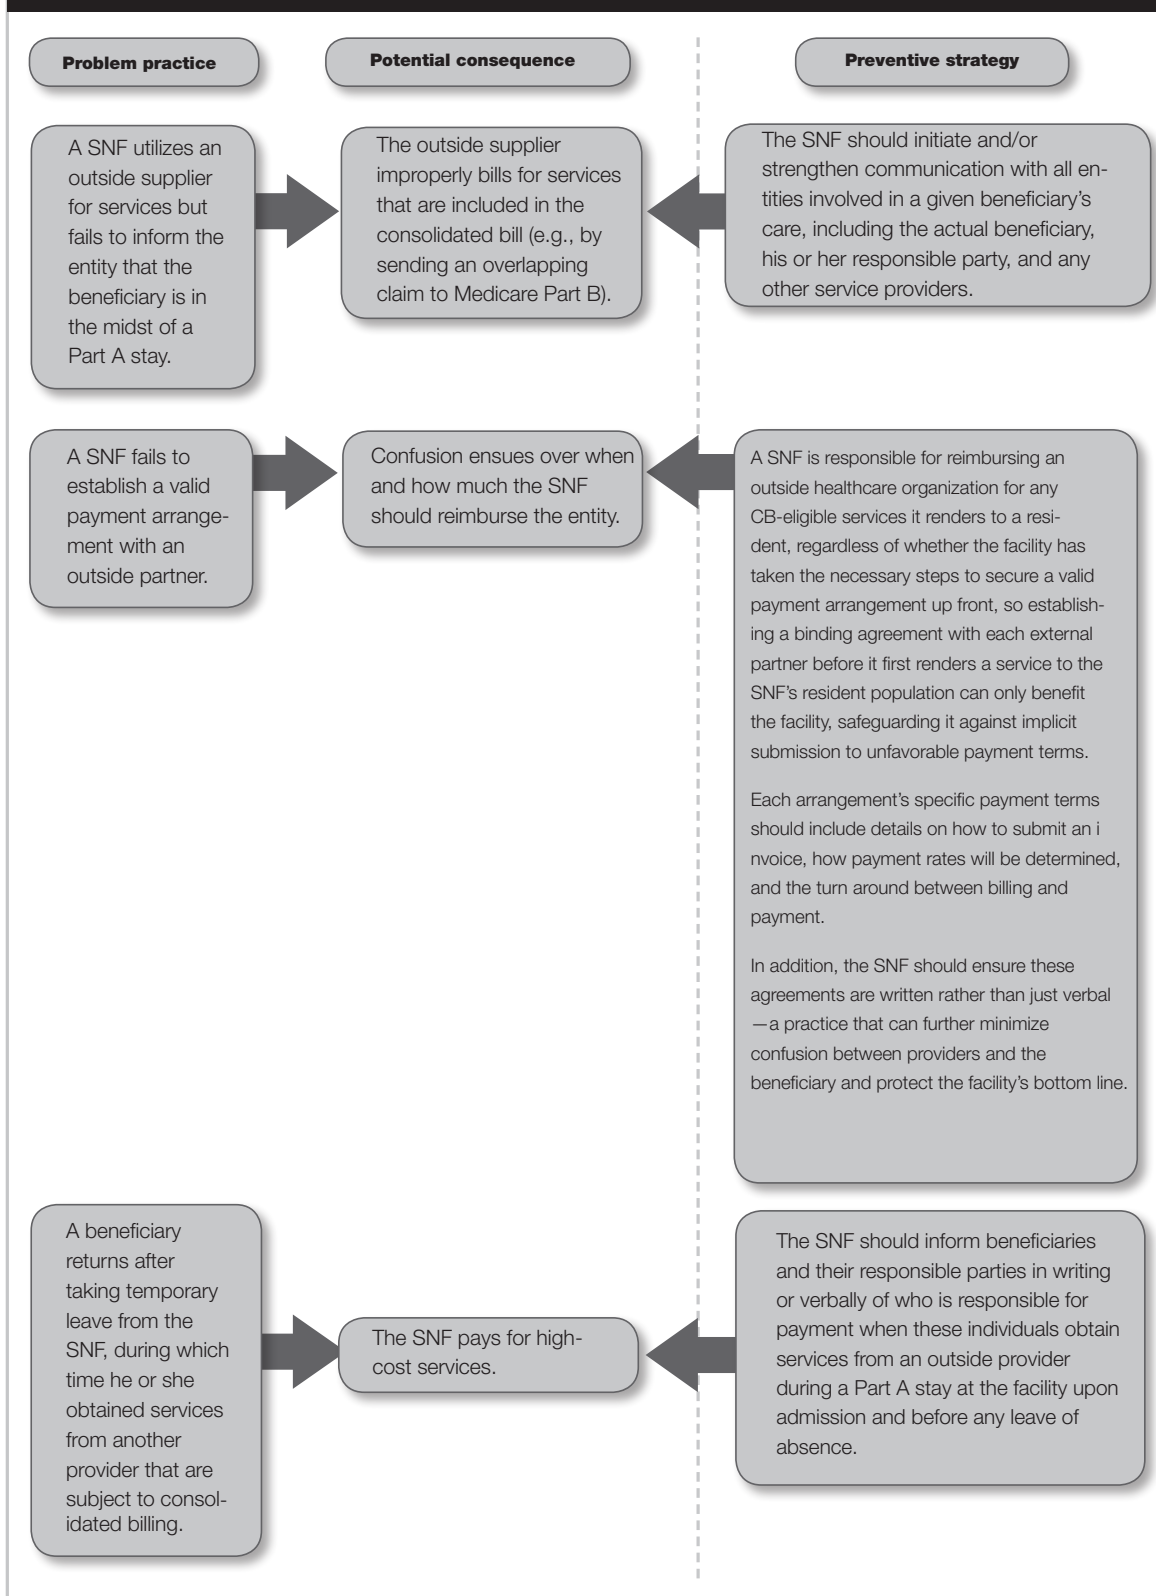 Problem practice
Potential consequence
Preventive strategy
A SNF utilizes an
outside supplier
for services but
fails to inform the
entity that the
beneficiary is in
the midst of a
Part A stay.
The outside supplier
improperly bills for services
that are included in the
consolidated bill (e.g., by
sending an overlapping
claim to Medicare Part B).
The SNF should initiate and/or
strengthen communication with all en-
tities involved in a given beneficiary's
care, including the actual beneficiary,
his or her responsible party, and any
other service providers.
A SNF fails to
establish a valid
payment arrange-
ment with an
outside partner.
Confusion ensues over when
and how much the SNF
should reimburse the entity.
A SNF is responsible for reimbursing an
outside healthcare organization for any
CB-eligible services it renders to a resi-
dent, regardless of whether the facility has
taken the necessary steps to secure a valid
payment arrangement up front, so establish-
ing a binding agreement with each external
partner before it first renders a service to the
SNF's resident population can only benefit
the facility, safeguarding it against implicit
submission to unfavorable payment terms.
Each arrangement's specific payment terms
should include details on how to submit an i
nvoice, how payment rates will be determined,
and the turn around between billing and
payment.
In addition, the SNF should ensure these
agreements are written rather than just verbal
—a practice that can further minimize
confusion between providers and the
beneficiary and protect the facility's bottom line.
A beneficiary
returns after
taking temporary
leave from the
SNF, during which
time he or she
obtained services
from another
provider that are
subject to consol-
idated billing.
The SNF pays for high-
cost services.
The SNF should inform beneficiaries
and their responsible parties in writing
or verbally of who is responsible for
payment when these individuals obtain
services from an outside provider
during a Part A stay at the facility upon
admission and before any leave of
absence.